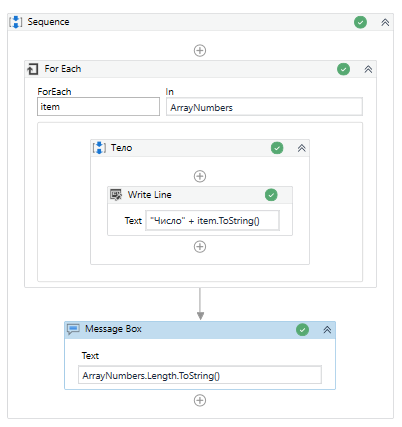 Sequence
For Each
ForEach In
item ArrayNumbers
Тело
Write Line
Text "Число" + item.ToString()
Message Box
Text
ArrayNumbers.Length.ToString()